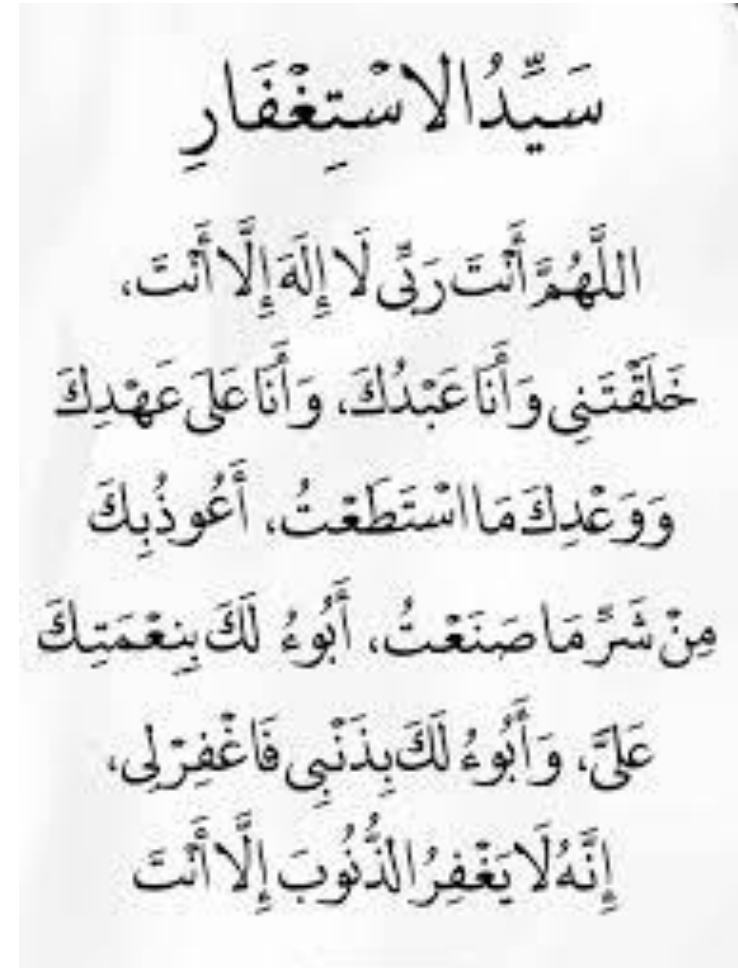 سَيِّدُ الاسْتِغْفَارِ
اللَّهُمَّ أَنْتَ رَبِّي لَا إِلَهَ إِلَّا أَنْتَ،
خَلَقْتَنِي وَأَنَا عَبْدُكَ، وَأَنَا عَلَى عَهْدِكَ
وَوَعْدِكَ مَا اسْتَطَعْتُ، أَعُوذُ بِكَ
مِنْ شَرِّ مَا صَنَعْتُ، أَبُوءُ لَكَ بِنِعْمَتِكَ
عَلَيَّ، وَأَبُوءُ لَكَ بِذَنْبِي فَاغْفِرْ لِي،
إِنَّهُ لَا يَغْفِرُ الذُّنُوبَ إِلَّا أَنْتَ